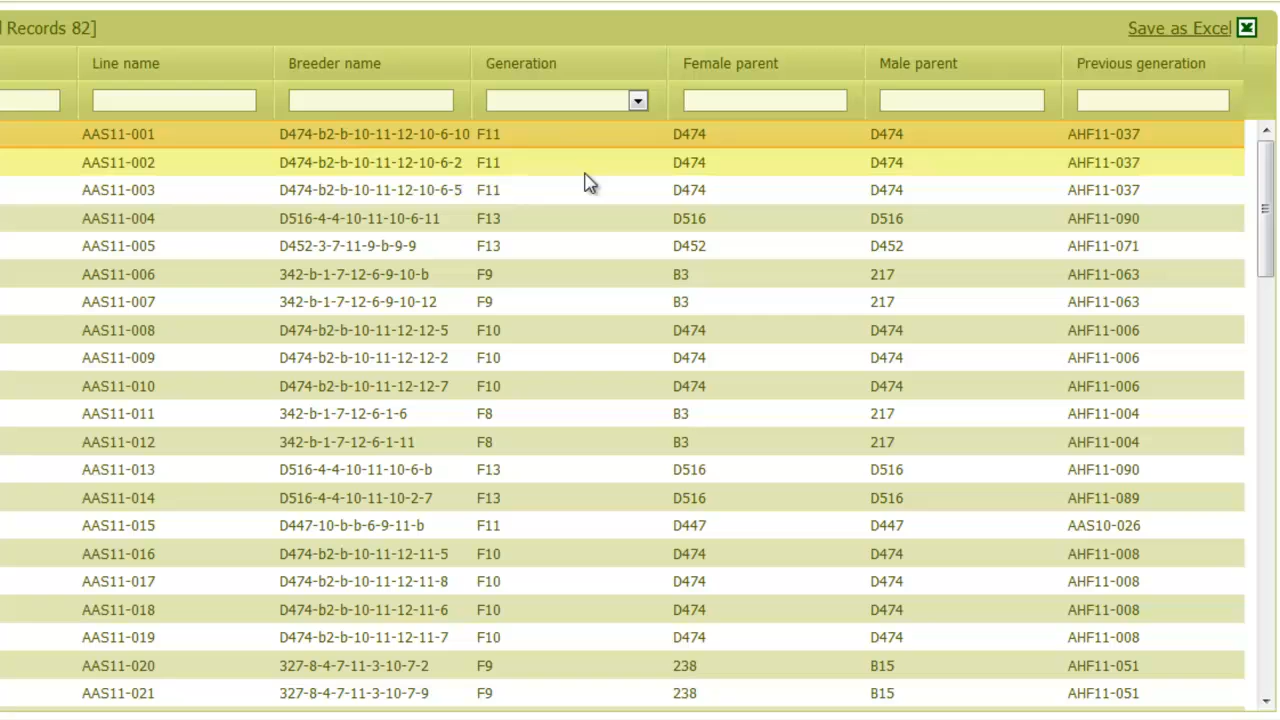 Records 82]
Save as Excel
Line name Breeder name Generation Female parent Male parent Previous generation
AAS11-001 D474-b2-b-10-11-12-10-6-10 F11 D474 D474 AHF11-037
AAS11-002 D474-b2-b-10-11-12-10-6-2 F11 D474 D474 AHF11-037
AAS11-003 D474-b2-b-10-11-12-10-6-5 F11 D474 D474 AHF11-037
AAS11-004 D516-4-4-10-11-10-6-11 F13 D516 D516 AHF11-090
AAS11-005 D452-3-7-11-9-b-9-9 F13 D452 D452 AHF11-071
AAS11-006 342-b-1-7-12-6-9-10-b F9 B3 217 AHF11-063
AAS11-007 342-b-1-7-12-6-9-10-12 F9 B3 217 AHF11-063
AAS11-008 D474-b2-b-10-11-12-12-5 F10 D474 D474 AHF11-006
AAS11-009 D474-b2-b-10-11-12-12-2 F10 D474 D474 AHF11-006
AAS11-010 D474-b2-b-10-11-12-12-7 F10 D474 D474 AHF11-006
AAS11-011 342-b-1-7-12-6-1-6 F8 B3 217 AHF11-004
AAS11-012 342-b-1-7-12-6-1-11 F8 B3 217 AHF11-004
AAS11-013 D516-4-4-10-11-10-6-b F13 D516 D516 AHF11-090
AAS11-014 D516-4-4-10-11-10-2-7 F13 D516 D516 AHF11-089
AAS11-015 D447-10-b-b-6-9-11-b F11 D447 D447 AAS10-026
AAS11-016 D474-b2-b-10-11-12-11-5 F10 D474 D474 AHF11-008
AAS11-017 D474-b2-b-10-11-12-11-8 F10 D474 D474 AHF11-008
AAS11-018 D474-b2-b-10-11-12-11-6 F10 D474 D474 AHF11-008
AAS11-019 D474-b2-b-10-11-12-11-7 F10 D474 D474 AHF11-008
AAS11-020 327-8-4-7-11-3-10-7-2 F9 238 B15 AHF11-051
AAS11-021 327-8-4-7-11-3-10-7-9 F9 238 B15 AHF11-051